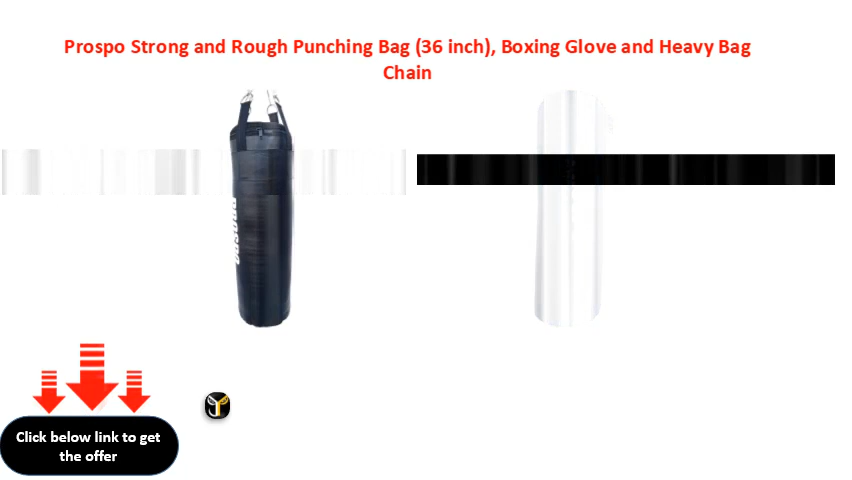 Prospo Strong and Rough Punching Bag (36 inch), Boxing Glove and Heavy Bag
Chain
PROSPO
Click below link to get
the offer